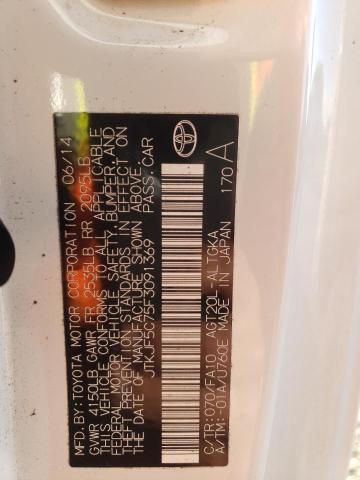 MF'D.BY:TOYOTA MOTOR CORPORATION 06/14
GVWR 4150LB GAWR FR 2535LB RR 2095LB
THIS VEHICLE CONFORMS TO ALL APPLICABLE
FEDERAL MOTOR VEHICLE SAFETY, BUMPER, AND
THEFT PREVENTION STANDARDS IN EFFECT ON
THE DATE OF MANUFACTURE SHOWN ABOVE.
JTKJF5C75F3091369 PASS.CAR
C/TR:070/FA10 AGT20L-ALTGKA
A/TM:-01A/U760E MADE IN JAPAN
170 A